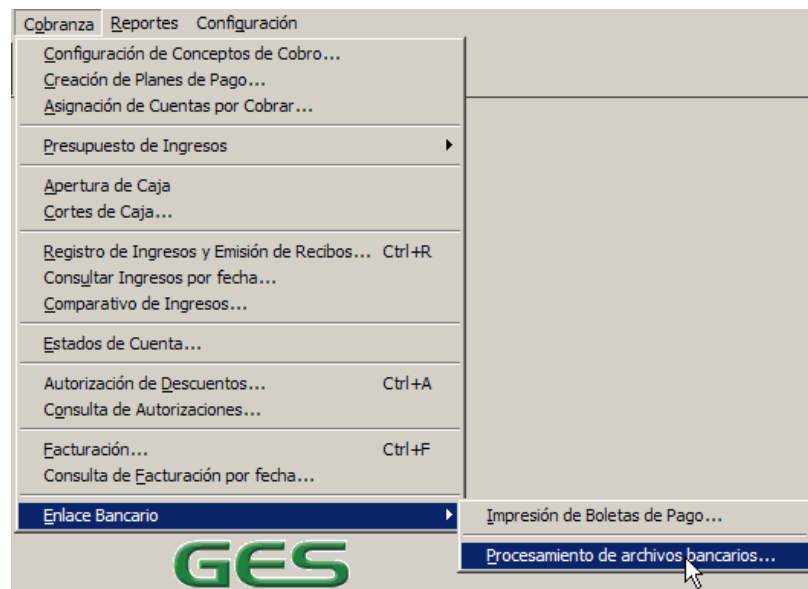 Cobranza Reportes Configuración
Configuración de Conceptos de Cobro...
Creación de Planes de Pago...
Asignación de Cuentas por Cobrar...
Presupuesto de Ingresos
Apertura de Caja
Cortes de Caja...
Registro de Ingresos y Emisión de Recibos... Ctrl+R
Consultar Ingresos por fecha...
Comparativo de Ingresos...
Estados de Cuenta...
Autorización de Descuentos... Ctrl+A
Consulta de Autorizaciones...
Facturación... Ctrl+F
Consulta de Facturación por fecha...
Enlace Bancario
Impresión de Boletas de Pago...
Procesamiento de archivos bancarios...
GES